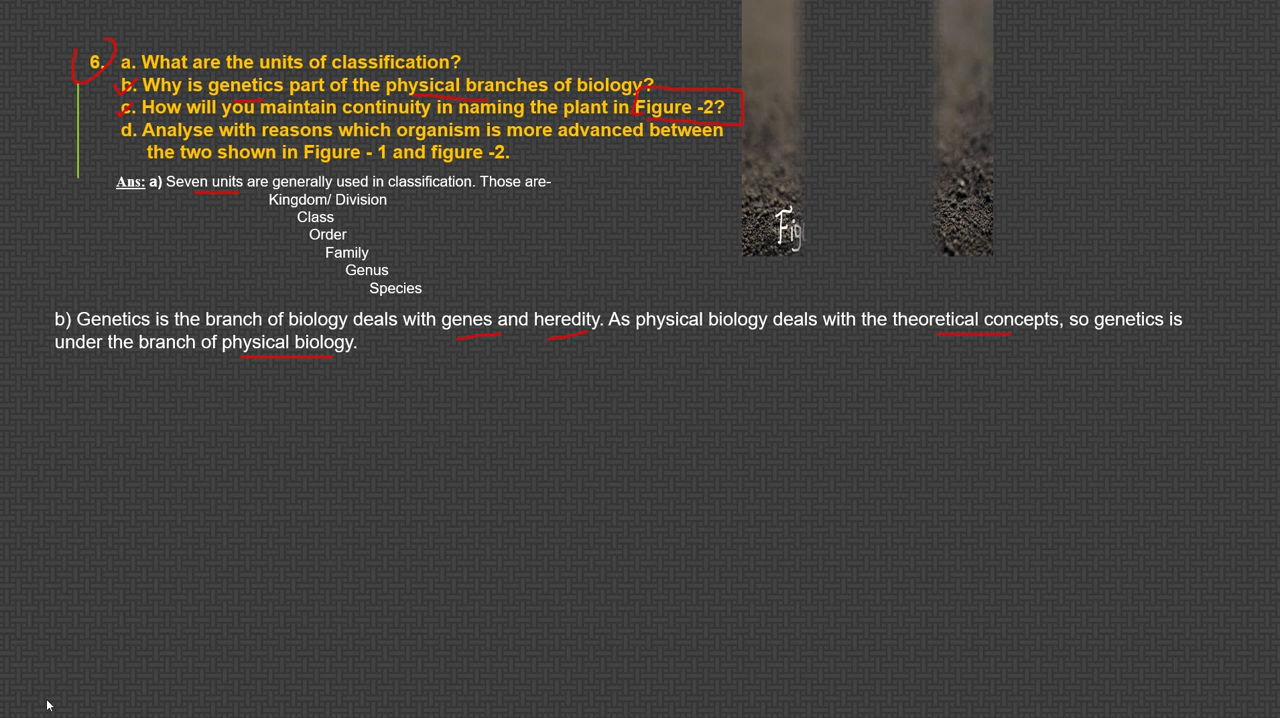 6. a. What are the units of classification?
b. Why is genetics part of the physical branches of biology?
c. How will you maintain continuity in naming the plant in Figure -2?
d. Analyse with reasons which organism is more advanced between
the two shown in Figure - 1 and figure -2.
Ans: a) Seven units are generally used in classification. Those are-
Kingdom/ Division
Class
Order
Family
Genus
Species
b) Genetics is the branch of biology deals with genes and heredity. As physical biology deals with the theoretical concepts, so genetics is
under the branch of physical biology.